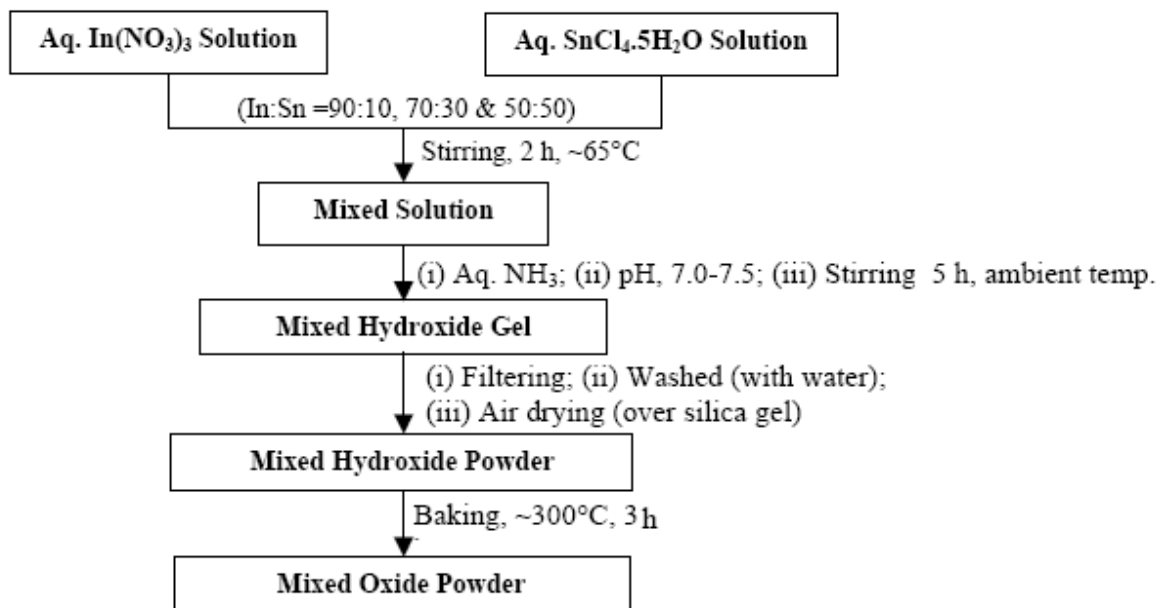 Aq. In(NO₃)₃ Solution
Aq. SnCl₄.5H₂O Solution
(In:Sn =90:10, 70:30 & 50:50)
Stirring, 2 h, ~65°C
Mixed Solution
(i) Aq. NH₃; (ii) pH, 7.0-7.5; (iii) Stirring 5 h, ambient temp.
Mixed Hydroxide Gel
(i) Filtering; (ii) Washed (with water);
(iii) Air drying (over silica gel)
Mixed Hydroxide Powder
Baking, ~300°C, 3h
Mixed Oxide Powder